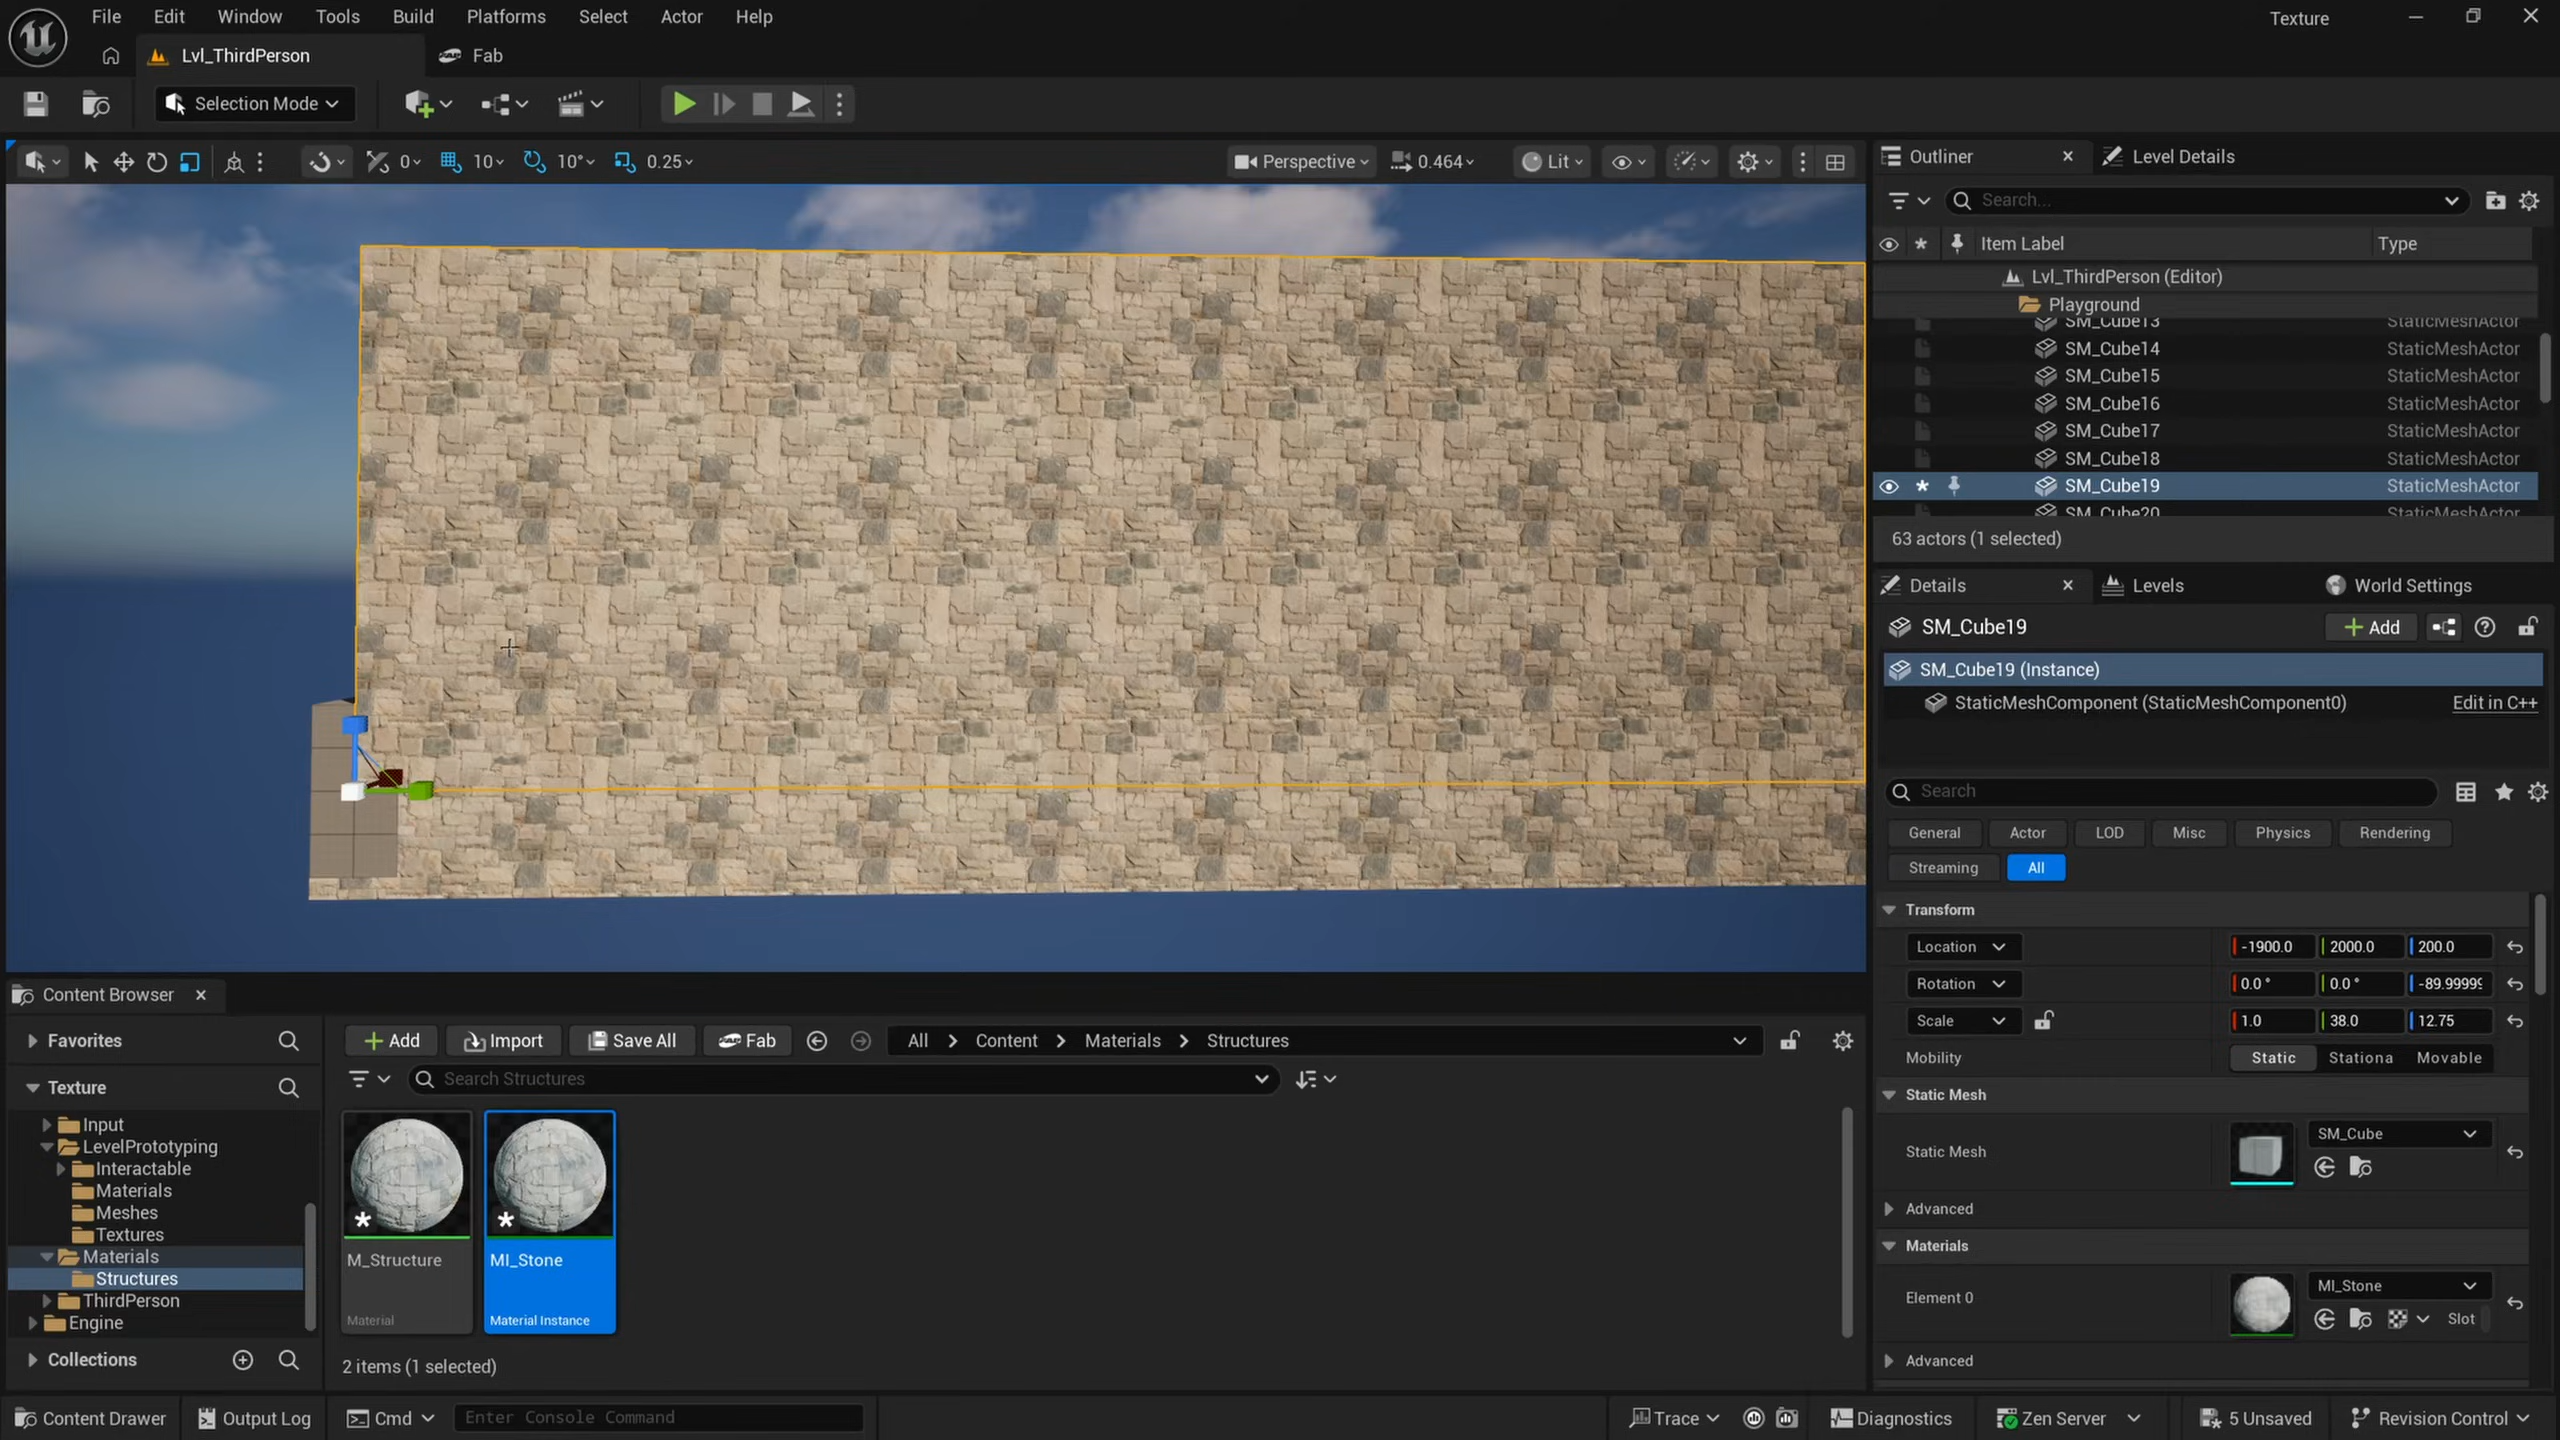 File Edit Window Tools Build Platforms Select Actor Help
Texture
Lvl_ThirdPerson
Fab
Selection Mode
0
10
10°
0.25
Perspective
0.464
Lit
Outliner
Level Details
Search...
Item Label
Type
Lvl_ThirdPerson (Editor)
Playground
SM_Cube13 StaticMeshActor
SM_Cube14 StaticMeshActor
SM_Cube15 StaticMeshActor
SM_Cube16 StaticMeshActor
SM_Cube17 StaticMeshActor
SM_Cube18 StaticMeshActor
SM_Cube19 StaticMeshActor
SM_Cube20 StaticMeshActor
63 actors (1 selected)
Details
Levels
World Settings
SM_Cube19
Add
SM_Cube19 (Instance)
StaticMeshComponent (StaticMeshComponent0)
Edit in C++
Search
General Actor LOD Misc Physics Rendering
Streaming All
Transform
Location -1900.0 2000.0 200.0
Rotation 0.0° 0.0° -89.99999
Scale 1.0 38.0 12.75
Mobility Static Stationa Movable
Static Mesh
Static Mesh
SM_Cube
Advanced
Materials
Element 0
MI_Stone
Slot
Advanced
Content Browser
Favorites
Texture
Input
LevelPrototyping
Interactable
Materials
Meshes
Textures
Materials
Structures
ThirdPerson
Engine
Collections
Add
Import
Save All
Fab
All > Content > Materials > Structures
Search Structures
M_Structure
Material
MI_Stone
Material Instance
2 items (1 selected)
Content Drawer
Output Log
Cmd
Enter Console Command
Trace
Diagnostics
Zen Server
5 Unsaved
Revision Control